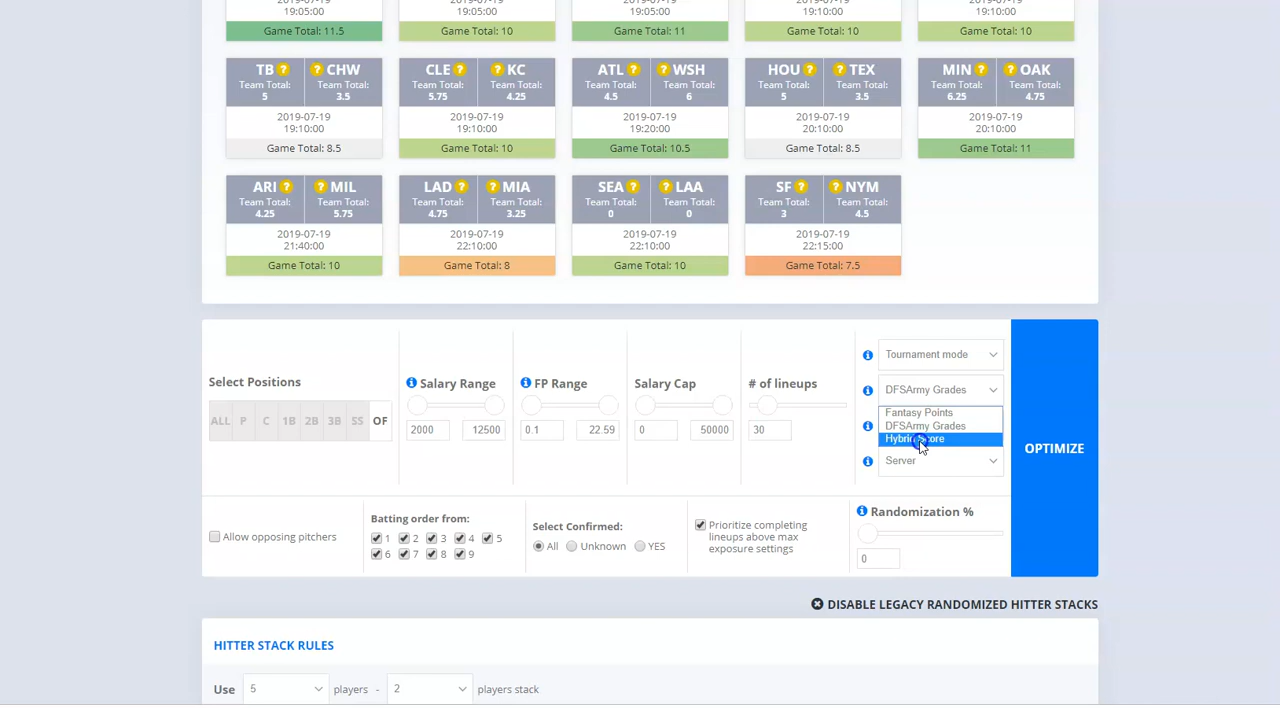 2019-07-19 2019-07-19 2019-07-19
19:05:00 19:05:00 19:10:00 19:10:00
Game Total: 11.5 Game Total: 10 Game Total: 11 Game Total: 10 Game Total: 10
TB ? ? CHW CLE ? ? KC ATL ? ? WSH HOU ? ? TEX MIN ? ? OAK
Team Total: Team Total: Team Total: Team Total: Team Total: Team Total: Team Total: Team Total: Team Total: Team Total:
5 3.5 5.75 4.25 4.5 6 5 3.5 6.25 4.75
2019-07-19 2019-07-19 2019-07-19 2019-07-19 2019-07-19
19:10:00 19:10:00 19:20:00 20:10:00 20:10:00
Game Total: 8.5 Game Total: 10 Game Total: 10.5 Game Total: 8.5 Game Total: 11
ARI ? ? MIL LAD ? ? MIA SEA ? ? LAA SF ? ? NYM
Team Total: Team Total: Team Total: Team Total: Team Total: Team Total: Team Total: Team Total:
4.25 5.75 4.75 3.25 0 0 3 4.5
2019-07-19 2019-07-19 2019-07-19 2019-07-19
21:40:00 22:10:00 22:10:00 22:15:00
Game Total: 10 Game Total: 8 Game Total: 10 Game Total: 7.5
Select Positions
ALL P C 1B 2B 3B SS OF
Salary Range
2000 12500
FP Range
0.1 22.59
Salary Cap
0 50000
# of lineups
30
Tournament mode
DFSArmy Grades
Fantasy Points
DFSArmy Grades
Server
OPTIMIZE
Allow opposing pitchers
Batting order from:
1 2 3 4 5
6 7 8 9
Select Confirmed:
All Unknown YES
Prioritize completing
lineups above max
exposure settings
Randomization %
0
DISABLE LEGACY RANDOMIZED HITTER STACKS
HITTER STACK RULES
Use 5 players - 2 players stack